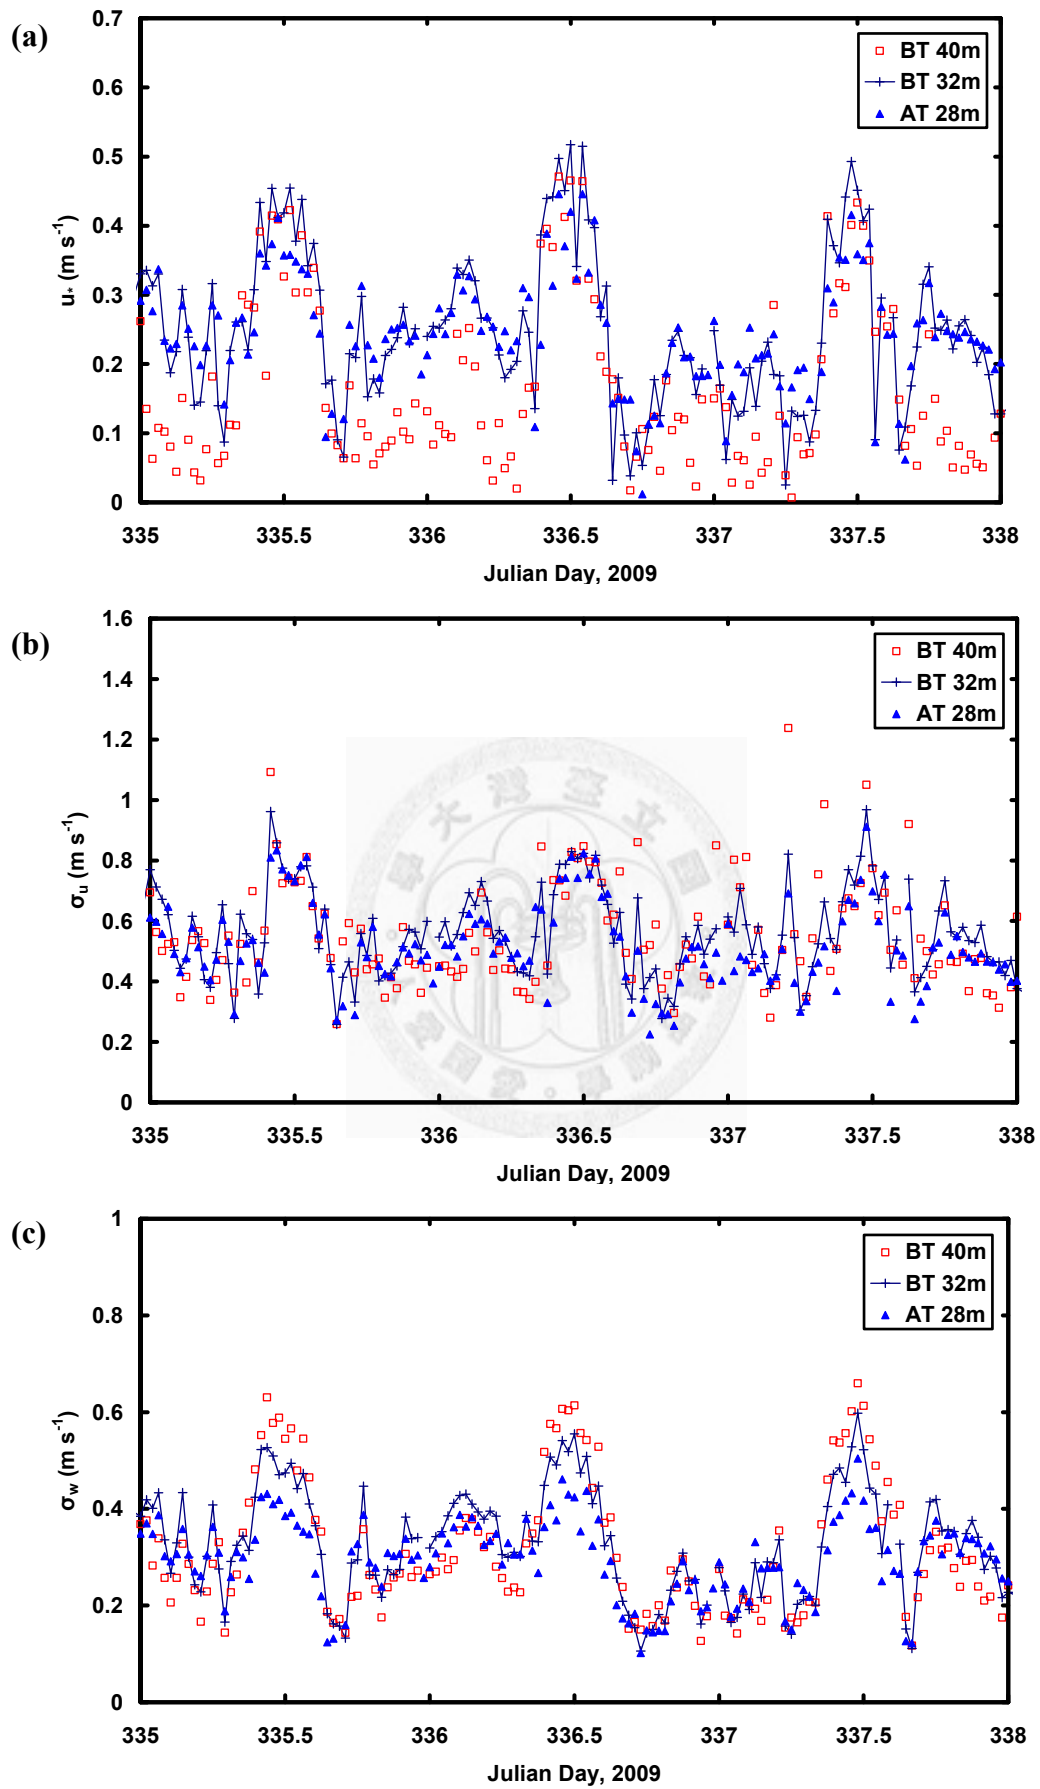 (a)
0.7
0.6
0.5
0.4
0.3
0.2
0.1
0
u* (m s-1)
BT 40m
BT 32m
AT 28m
335 335.5 336 336.5 337 337.5 338
Julian Day, 2009
(b)
1.6
1.4
1.2
1
0.8
0.6
0.4
0.2
0
σu (m s-1)
BT 40m
BT 32m
AT 28m
335 335.5 336 336.5 337 337.5 338
Julian Day, 2009
(c)
1
0.8
0.6
0.4
0.2
0
σw (m s-1)
BT 40m
BT 32m
AT 28m
335 335.5 336 336.5 337 337.5 338
Julian Day, 2009